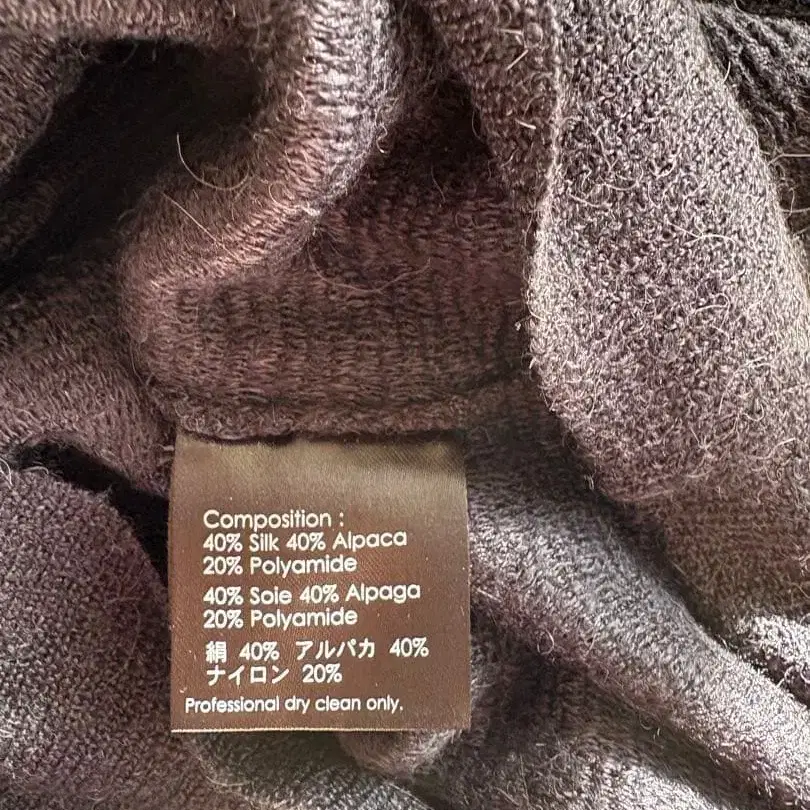 Composition :
40% Silk 40% Alpaca
20% Polyamide
40% Soie 40% Alpaga
20% Polyamide
絹 40% アルパカ 40%
ナイロン 20%
Professional dry clean only.